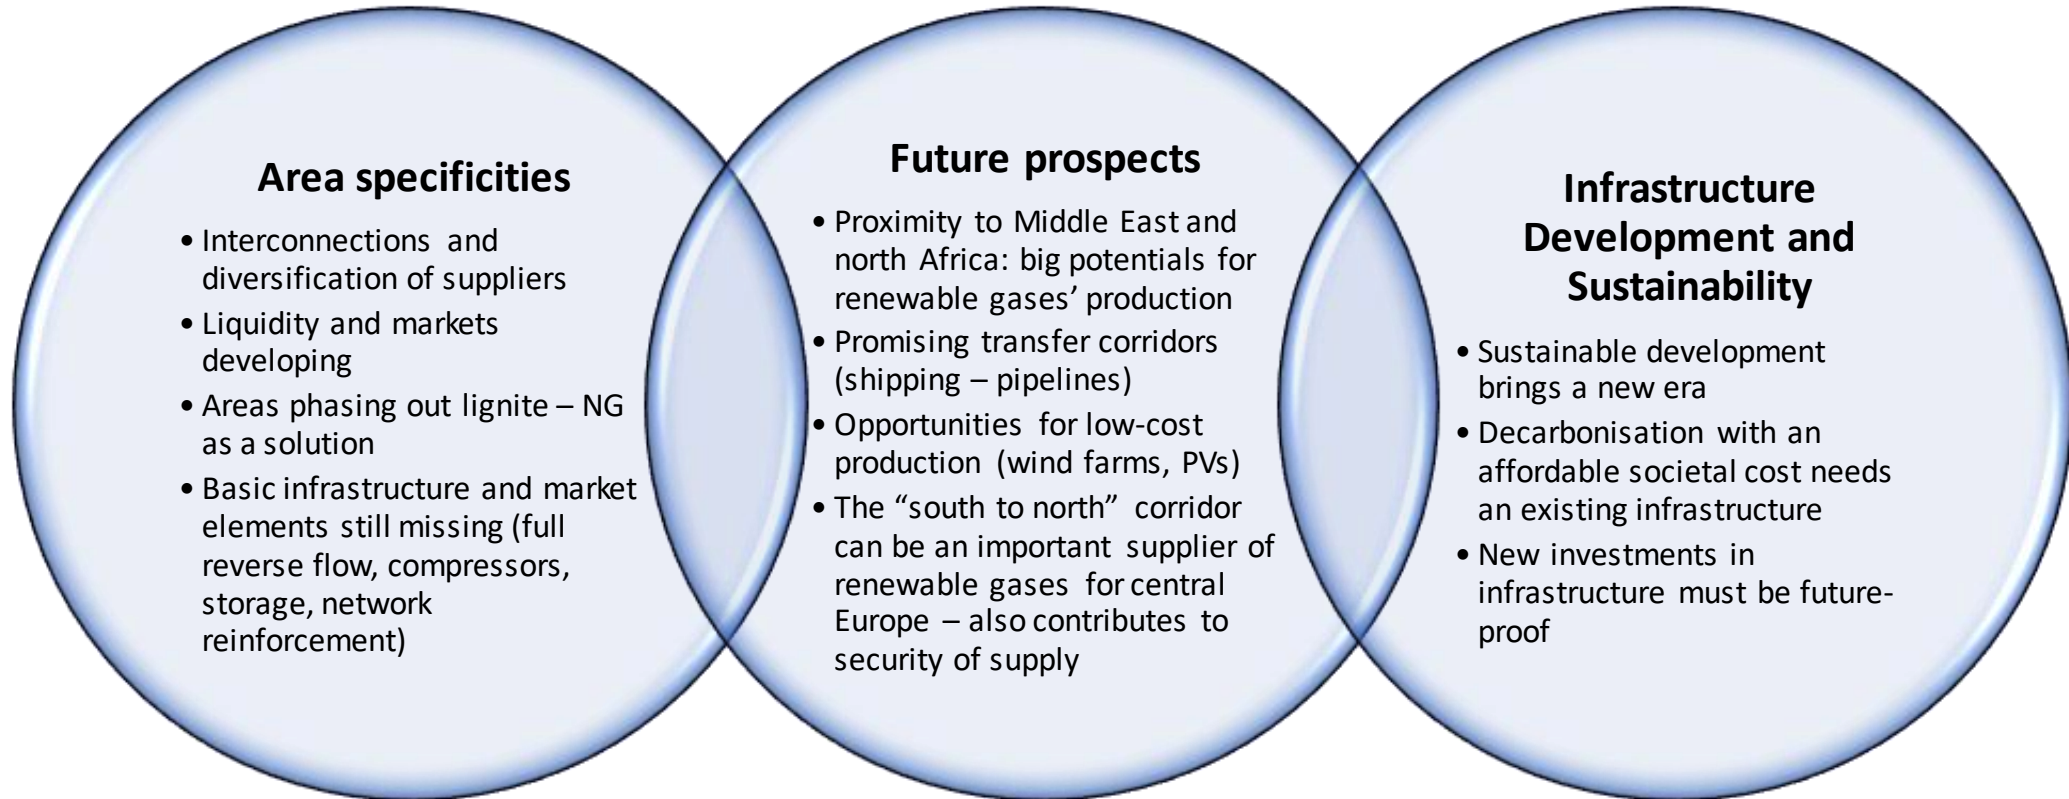 Area specificities
• Interconnections and
diversification of suppliers
• Liquidity and markets
developing
• Areas phasing out lignite – NG
as a solution
• Basic infrastructure and market
elements still missing (full
reverse flow, compressors,
storage, network
reinforcement)
Future prospects
• Proximity to Middle East and
north Africa: big potentials for
renewable gases’ production
• Promising transfer corridors
(shipping – pipelines)
• Opportunities for low-cost
production (wind farms, PVs)
• The “south to north” corridor
can be an important supplier of
renewable gases for central
Europe – also contributes to
security of supply
Infrastructure
Development and
Sustainability
• Sustainable development
brings a new era
• Decarbonisation with an
affordable societal cost needs
an existing infrastructure
• New investments in
infrastructure must be future-
proof